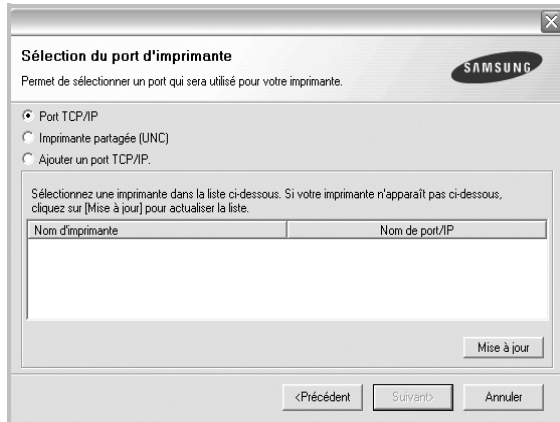 Sélection du port d'imprimante
Permet de sélectionner un port qui sera utilisé pour votre imprimante.
SAMSUNG
Port TCP/IP
Imprimante partagée (UNC)
Ajouter un port TCP/IP.
Sélectionnez une imprimante dans la liste ci-dessous. Si votre imprimante n'apparaît pas ci-dessous,
cliquez sur [Mise à jour] pour actualiser la liste.
Nom d'imprimante Nom de port/IP
Mise à jour
<Précédent Suivant> Annuler